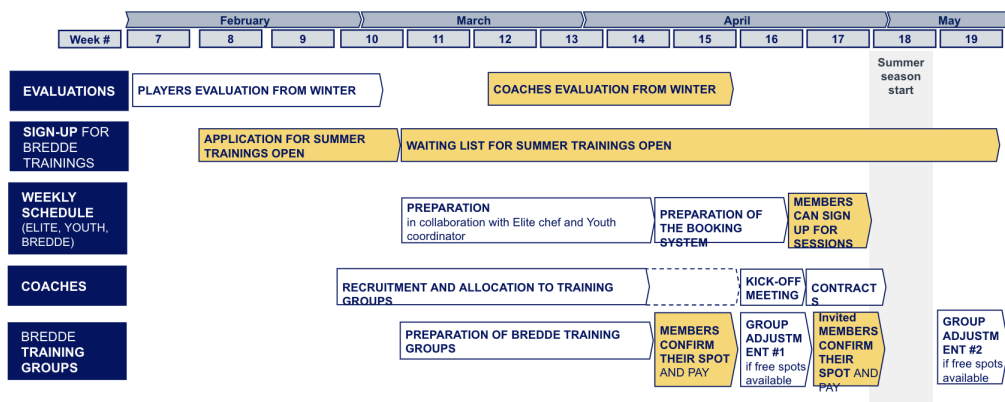 February
March
April
May
Week #
7
8
9
10
11
12
13
14
15
16
17
18
19
Summer
season
start
EVALUATIONS
PLAYERS EVALUATION FROM WINTER
COACHES EVALUATION FROM WINTER
SIGN-UP FOR
BREDDE
TRAININGS
APPLICATION FOR SUMMER
TRAININGS OPEN
WAITING LIST FOR SUMMER TRAININGS OPEN
WEEKLY
SCHEDULE
(ELITE, YOUTH,
BREDDE)
PREPARATION
in collaboration with Elite chef and Youth
coordinator
PREPARATION OF
THE BOOKING
SYSTEM
MEMBERS
CAN SIGN
UP FOR
SESSIONS
COACHES
RECRUITMENT AND ALLOCATION TO TRAINING
GROUPS
KICK-OFF
MEETING
CONTRACT
S
BREDDE
TRAINING
GROUPS
PREPARATION OF BREDDE TRAINING
GROUPS
MEMBERS
CONFIRM
THEIR SPOT
AND PAY
GROUP
ADJUSTM
ENT #1
if free spots
available
Invited
MEMBERS
CONFIRM
THEIR
SPOT AND
PAY
GROUP
ADJUSTM
ENT #2
if free spots
available